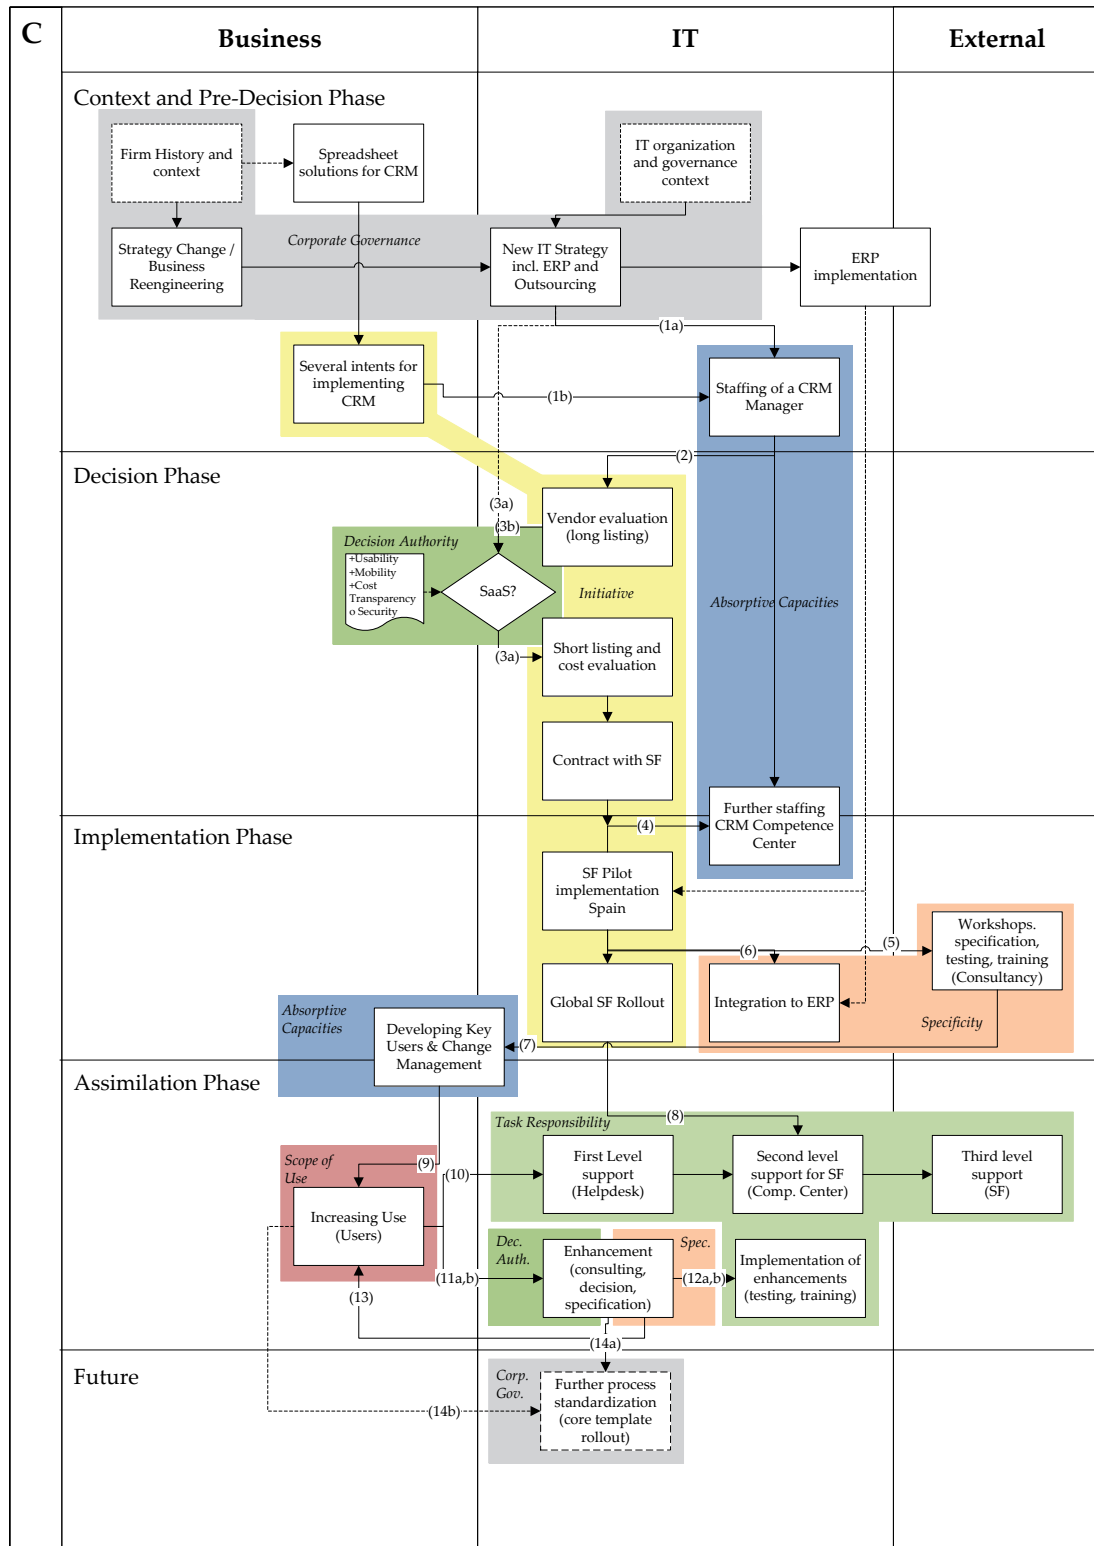 C
Business
IT
External
Context and Pre-Decision Phase
Firm History and
context
Spreadsheet
solutions for CRM
IT organization
and governance
context
Corporate Governance
Strategy Change /
Business
Reengineering
New IT Strategy
incl. ERP and
Outsourcing
ERP
implementation
(1a)
Several intents for
implementing
CRM
(1b)
Staffing of a CRM
Manager
Decision Phase
(2)
(3a)
(3b)
Vendor evaluation
(long listing)
Decision Authority
+Usability
+Mobility
+Cost
Transparency
o Security
SaaS?
Initiative
Absorptive Capacities
(3a)
Short listing and
cost evaluation
Contract with SF
Further staffing
CRM Competence
Center
Implementation Phase
(4)
SF Pilot
implementation
Spain
(5)
(6)
Workshops.
specification,
testing, training
(Consultancy)
Global SF Rollout
Integration to ERP
Specificity
Absorptive
Capacities
Developing Key
Users & Change
Management
(7)
Assimilation Phase
(8)
Task Responsibility
Scope of
Use
(9)
(10)
First Level
support
(Helpdesk)
Second level
support for SF
(Comp. Center)
Third level
support
(SF)
Increasing Use
(Users)
Dec.
Auth.
Enhancement
(consulting,
decision,
specification)
Spec.
Implementation of
enhancements
(testing, training)
(11a,b)
(12a,b)
(13)
(14a)
Future
Corp.
Gov.
Further process
standardization
(core template
rollout)
(14b)